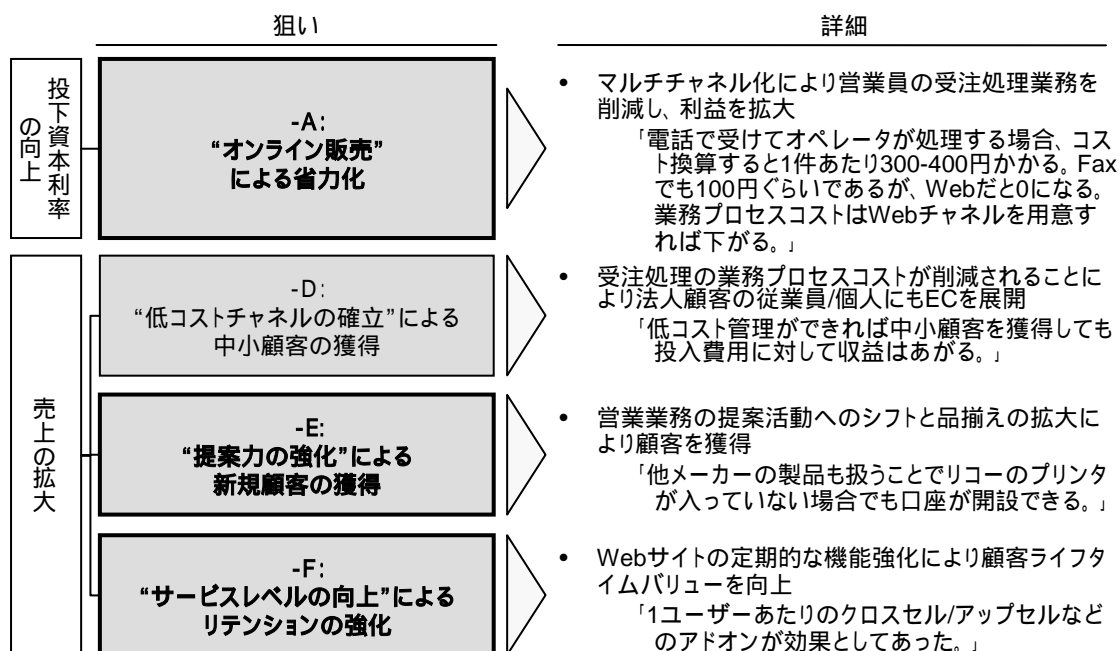 狙い
詳細
投下資本利率
の向上
-A:
“オンライン販売”
による省力化
• マルチチャネル化により営業員の受注処理業務を
削減し、利益を拡大
「電話で受けてオペレータが処理する場合、コス
ト換算すると1件あたり300-400円かかる。Fax
でも100円ぐらいであるが、Webだと0になる。
業務プロセスコストはWebチャネルを用意す
れば下がる。」
売上の拡大
-D:
“低コストチャネルの確立”による
中小顧客の獲得
• 受注処理の業務プロセスコストが削減されることに
より法人顧客の従業員/個人にもECを展開
「低コスト管理ができれば中小顧客を獲得しても
投入費用に対して収益はあがる。」
-E:
“提案力の強化”による
新規顧客の獲得
• 営業業務の提案活動へのシフトと品揃えの拡大に
より顧客を獲得
「他メーカーの製品も扱うことでリコーのプリンタ
が入っていない場合でも口座が開設できる。」
-F:
“サービスレベルの向上”による
リテンションの強化
• Webサイトの定期的な機能強化により顧客ライフタ
イムバリューを向上
「1ユーザーあたりのクロスセル/アップセルなど
のアドオンが効果としてあった。」